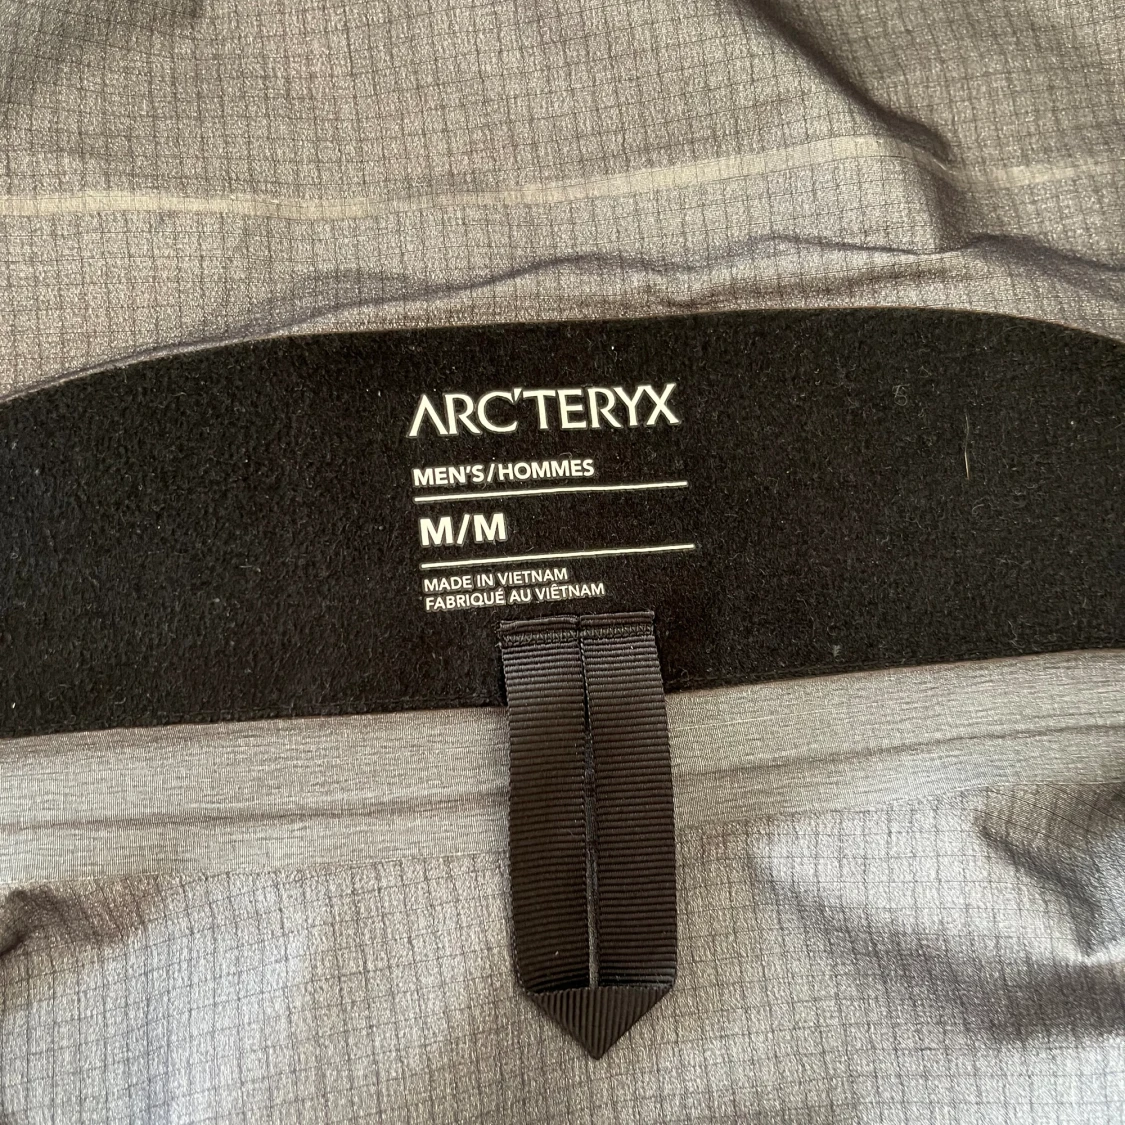 ARC'TERYX
MEN'S/HOMMES
M/M
MADE IN VIETNAM
FABRIQUÉ AU VIÊTNAM